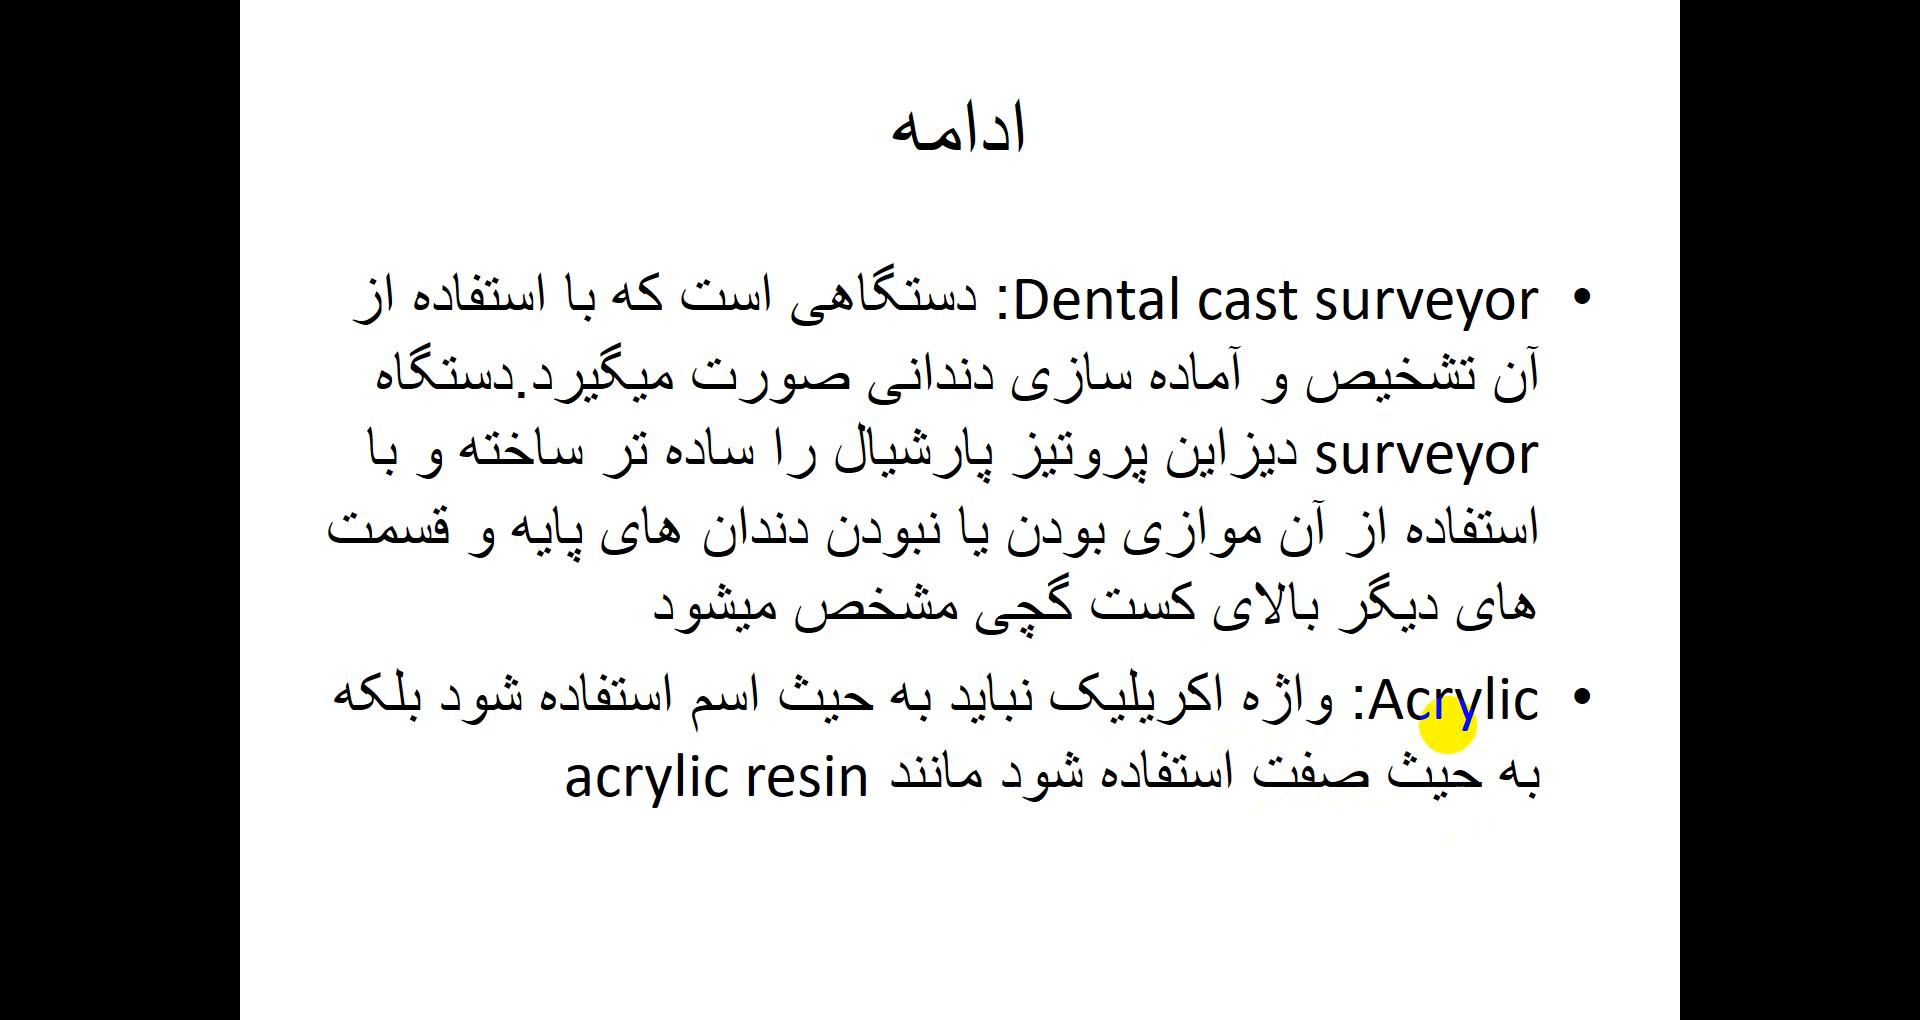 ادامه
• Dental cast surveyor: دستگاهی است که با استفاده از
آن تشخیص و آماده سازی دندانی صورت میگیرد.دستگاه
surveyor دیزاین پروتیز پارشیال را ساده تر ساخته و با
استفاده از آن موازی بودن یا نبودن دندان های پایه و قسمت
های دیگر بالای کست گچی مشخص میشود
• Acrylic: واژه اکریلیک نباید به حیث اسم استفاده شود بلکه
به حیث صفت استفاده شود مانند acrylic resin